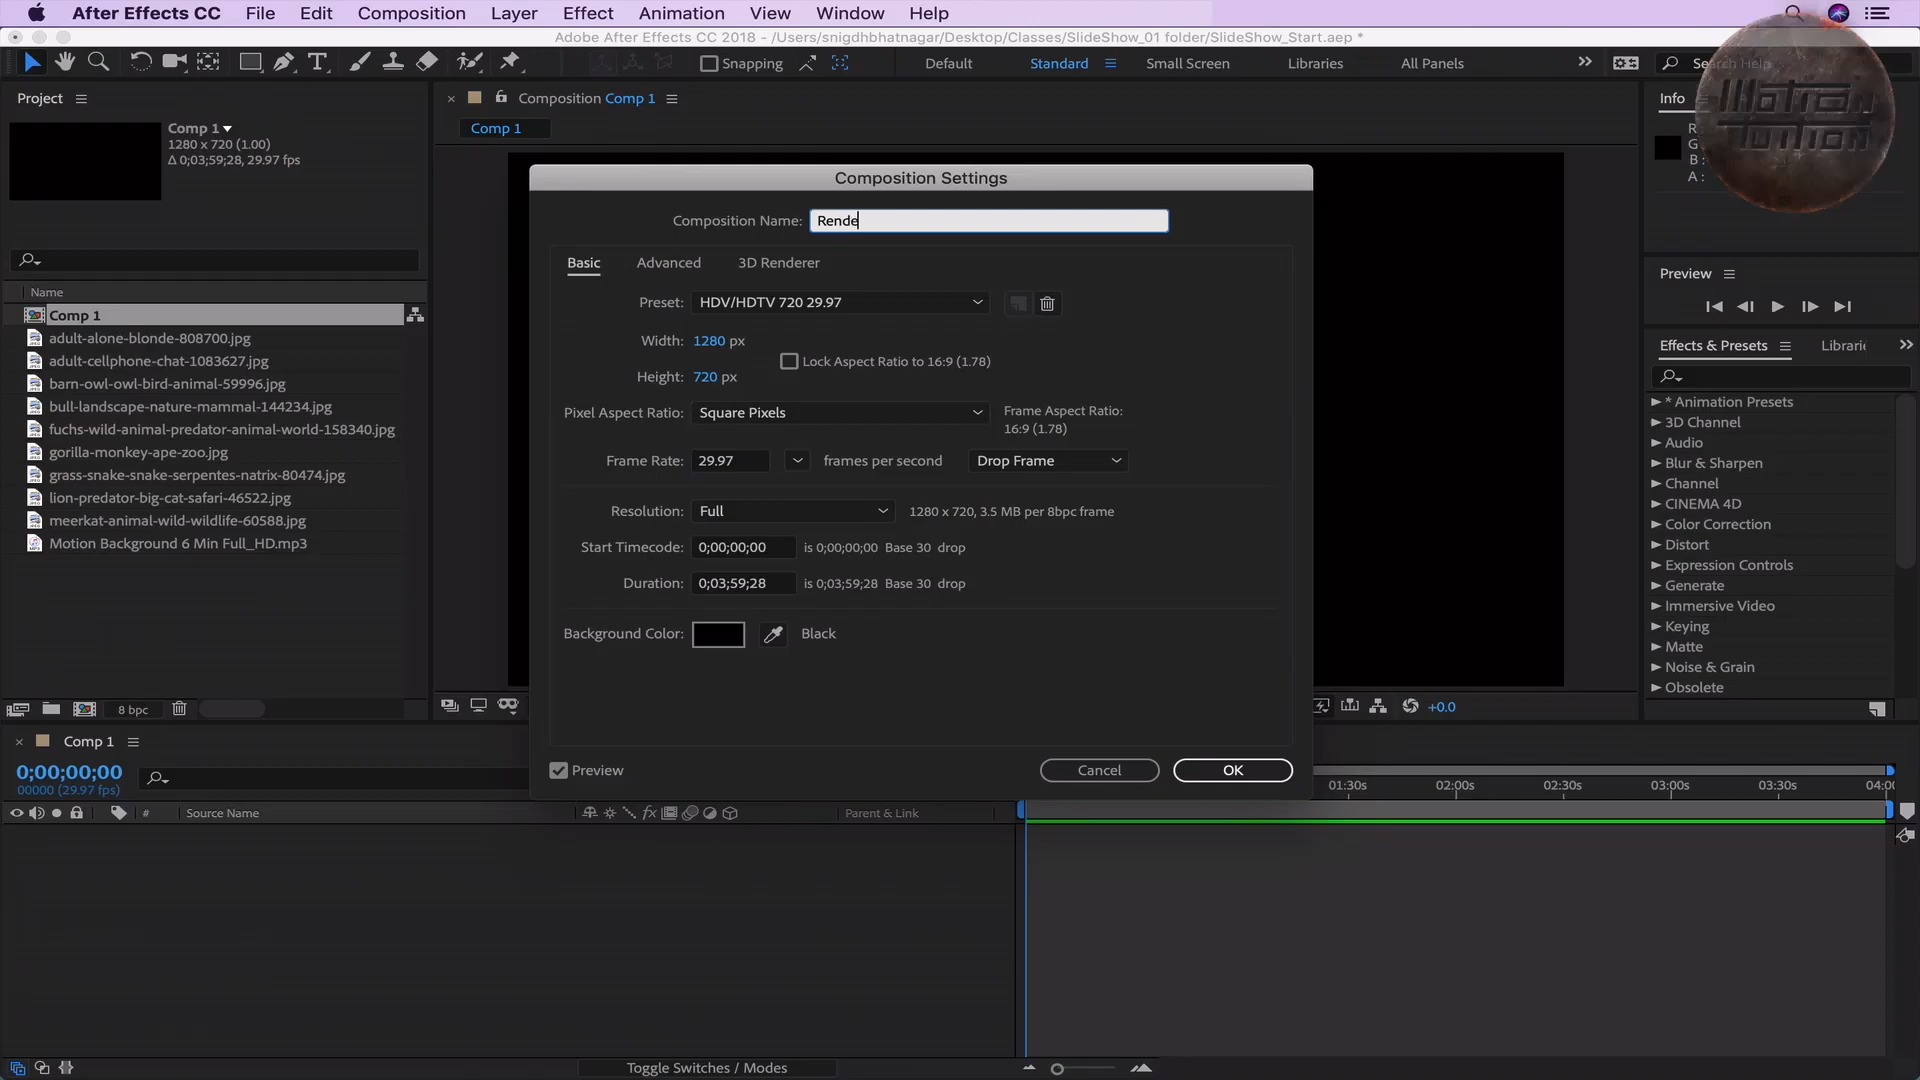 After Effects CC File Edit Composition Layer Effect Animation View Window Help
Adobe After Effects CC 2018 - /Users/snigdhbhatnagar/Desktop/Classes/SlideShow_01 folder/SlideShow_Start.aep *
Snapping Default Standard Small Screen Libraries All Panels Search Help
Project
Composition Comp 1
Info
Motion
Tuition
Comp 1
1280 x 720 (1.00)
Δ 0;03;59;28, 29.97 fps
Comp 1
R
G
B :
A :
Composition Settings
Composition Name: Rende
Basic Advanced 3D Renderer
Preset: HDV/HDTV 720 29.97
Width: 1280 px
Lock Aspect Ratio to 16:9 (1.78)
Height: 720 px
Pixel Aspect Ratio: Square Pixels
Frame Aspect Ratio:
16:9 (1.78)
Frame Rate: 29.97 frames per second Drop Frame
Resolution: Full 1280 x 720, 3.5 MB per 8bpc frame
Start Timecode: 0;00;00;00 is 0;00;00;00 Base 30 drop
Duration: 0;03;59;28 is 0;03;59;28 Base 30 drop
Background Color: Black
Preview Cancel OK
Name
Comp 1
adult-alone-blonde-808700.jpg
adult-cellphone-chat-1083627.jpg
barn-owl-owl-bird-animal-59996.jpg
bull-landscape-nature-mammal-144234.jpg
fuchs-wild-animal-predator-animal-world-158340.jpg
gorilla-monkey-ape-zoo.jpg
grass-snake-snake-serpentes-natrix-80474.jpg
lion-predator-big-cat-safari-46522.jpg
meerkat-animal-wild-wildlife-60588.jpg
Motion Background 6 Min Full_HD.mp3
8 bpc
Preview
Effects & Presets Librari
* Animation Presets
3D Channel
Audio
Blur & Sharpen
Channel
CINEMA 4D
Color Correction
Distort
Expression Controls
Generate
Immersive Video
Keying
Matte
Noise & Grain
Obsolete
+0.0
Comp 1
0;00;00;00
00000 (29.97 fps)
01:30s 02:00s 02:30s 03:00s 03:30s 04:00
# Source Name fx Parent & Link
Toggle Switches / Modes